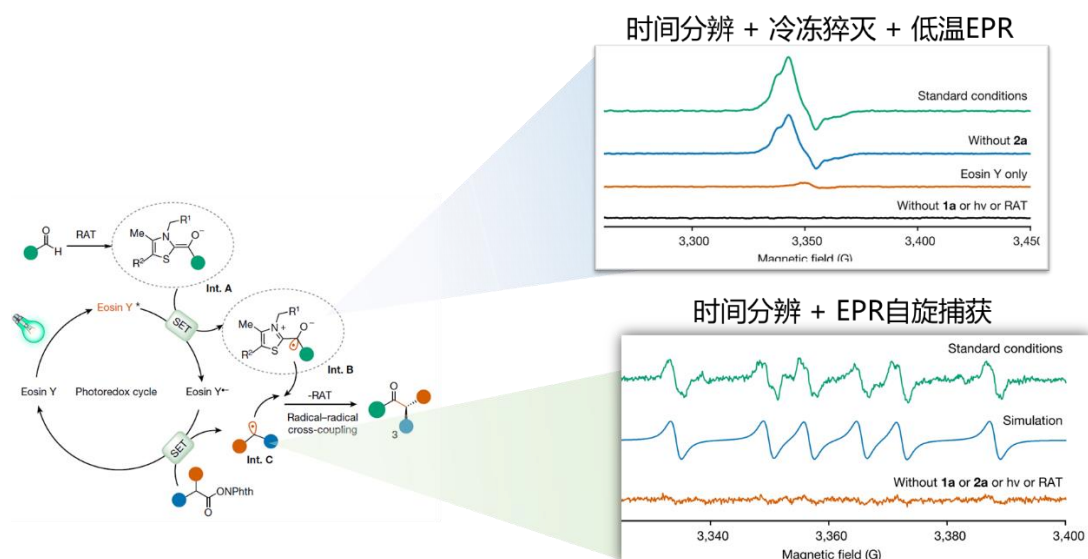 时间分辨 + 冷冻猝灭 + 低温EPR
Standard conditions
Without 2a
Eosin Y only
Without 1a or hv or RAT
3,300
3,350
3,400
3,450
Magnetic field (G)
时间分辨 + EPR自旋捕获
Standard conditions
Simulation
Without 1a or 2a or hv or RAT
3,340
3,360
3,380
3,400
Magnetic field (G)
O
H
RAT
R¹
Me
N
O⁻
R²
S
Int. A
Eosin Y *
SET
R¹
Me
N
+
O⁻
R²
S
Int. B
Eosin Y
Photoredox cycle
Eosin Y•−
-RAT
Radical–radical
cross-coupling
O
3
Int. C
SET
ONPhth
O